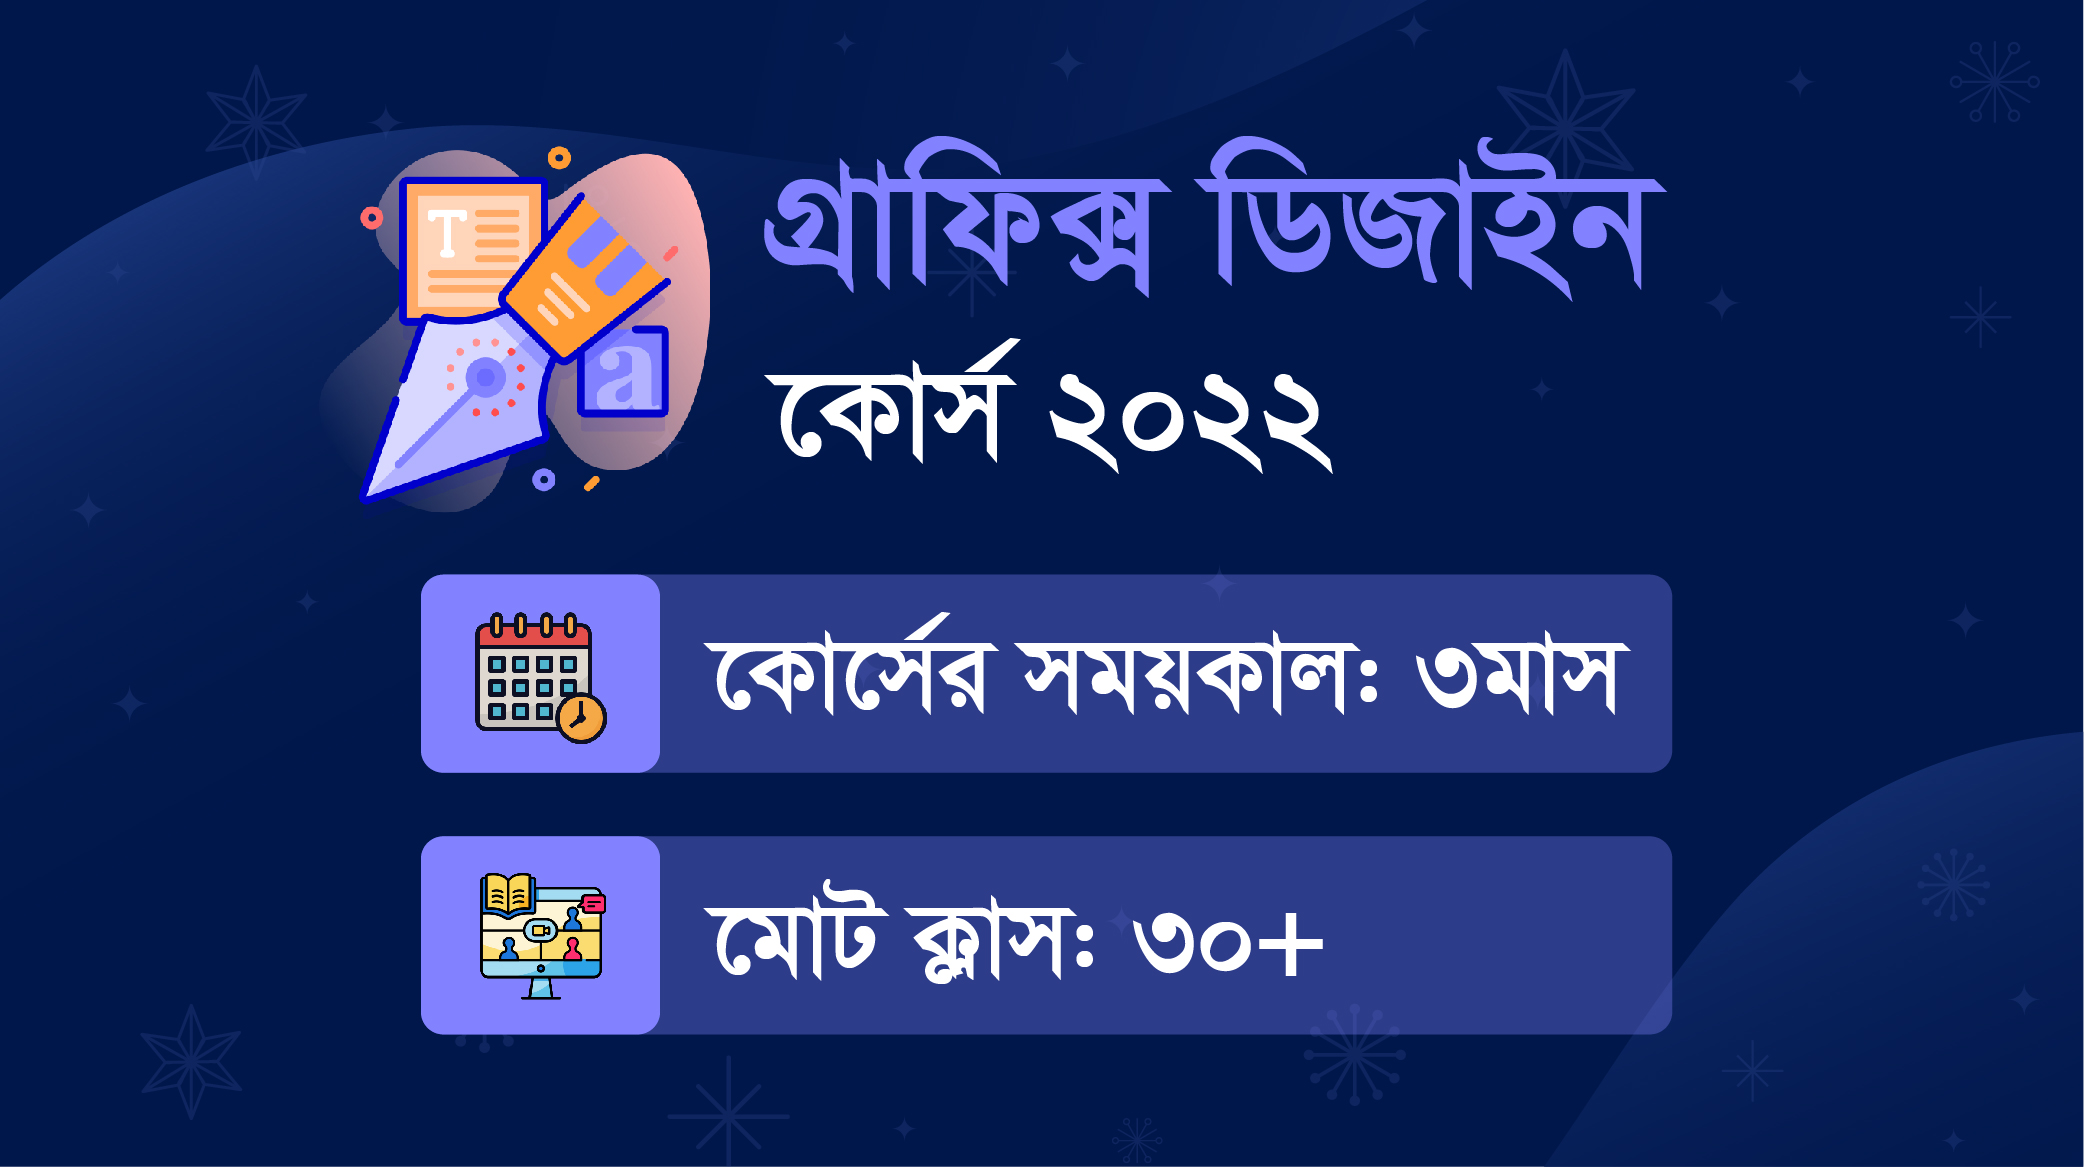 গ্রাফিক্স ডিজাইন
কোর্স ২০২২
T
a
কোর্সের সময়কাল: ৩মাস
মোট ক্লাস: ৩০+